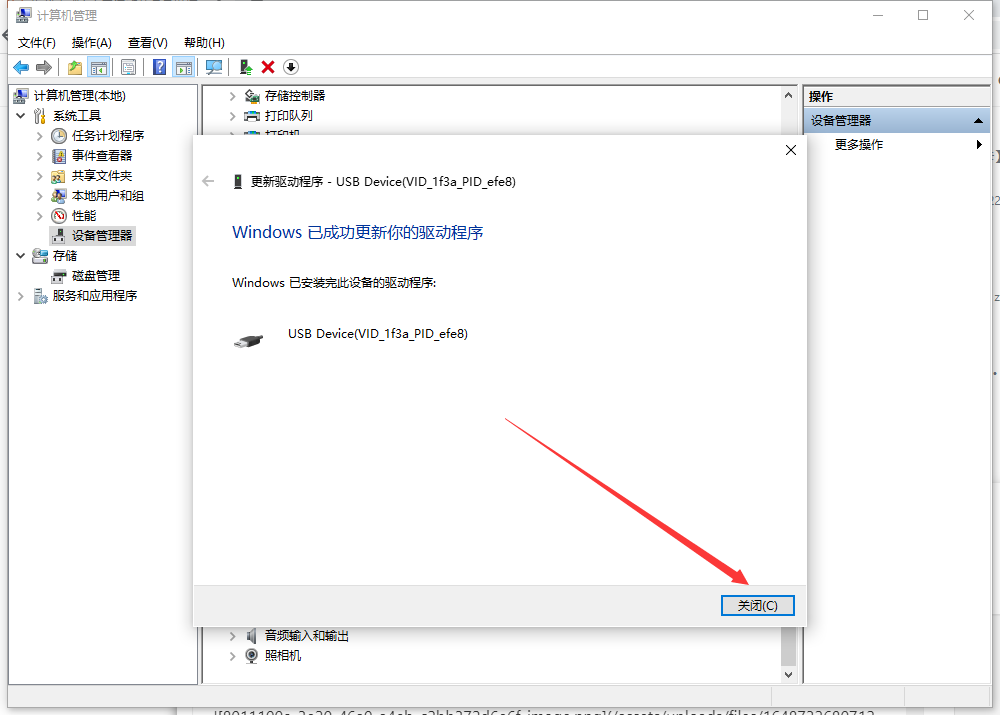 计算机管理
文件(F) 操作(A) 查看(V) 帮助(H)
计算机管理(本地)
系统工具
任务计划程序
事件查看器
共享文件夹
本地用户和组
性能
设备管理器
存储
磁盘管理
服务和应用程序
存储控制器
打印队列
打印机
更新驱动程序 - USB Device(VID_1f3a_PID_efe8)
Windows 已成功更新你的驱动程序
Windows 已安装完此设备的驱动程序:
USB Device(VID_1f3a_PID_efe8)
关闭(C)
音频输入和输出
照相机
操作
设备管理器
更多操作